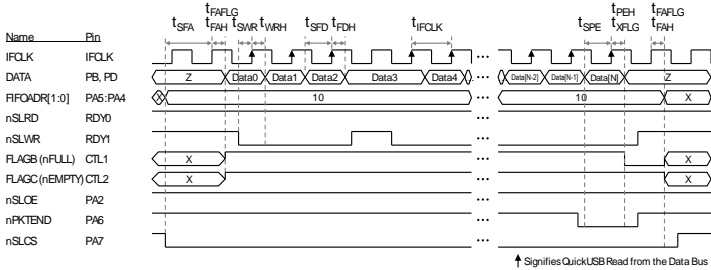 tSFA tFAFLG tFAH tSWR tWRH tSFD tFDH tIFCLK tSPE tPEH tXFLG tFAFLG tFAH
Name Pin
IFCLK IFCLK ...
DATA PB, PD Z Data0 Data1 Data2 Data3 Data4 ... Data[N-2] Data[N-1] Data[N] Z
FIFOADR[1:0] PA5:PA4 X 10 ... 10 X
nSLRD RDY0 ...
nSLWR RDY1 ...
FLAGB (nFULL) CTL1 X ... X
FLAGC (nEMPTY) CTL2 X ... X
nSLOE PA2 ...
nPKTEND PA6 ...
nSLCS PA7 ...
Signifies QuickUSB Read from the Data Bus